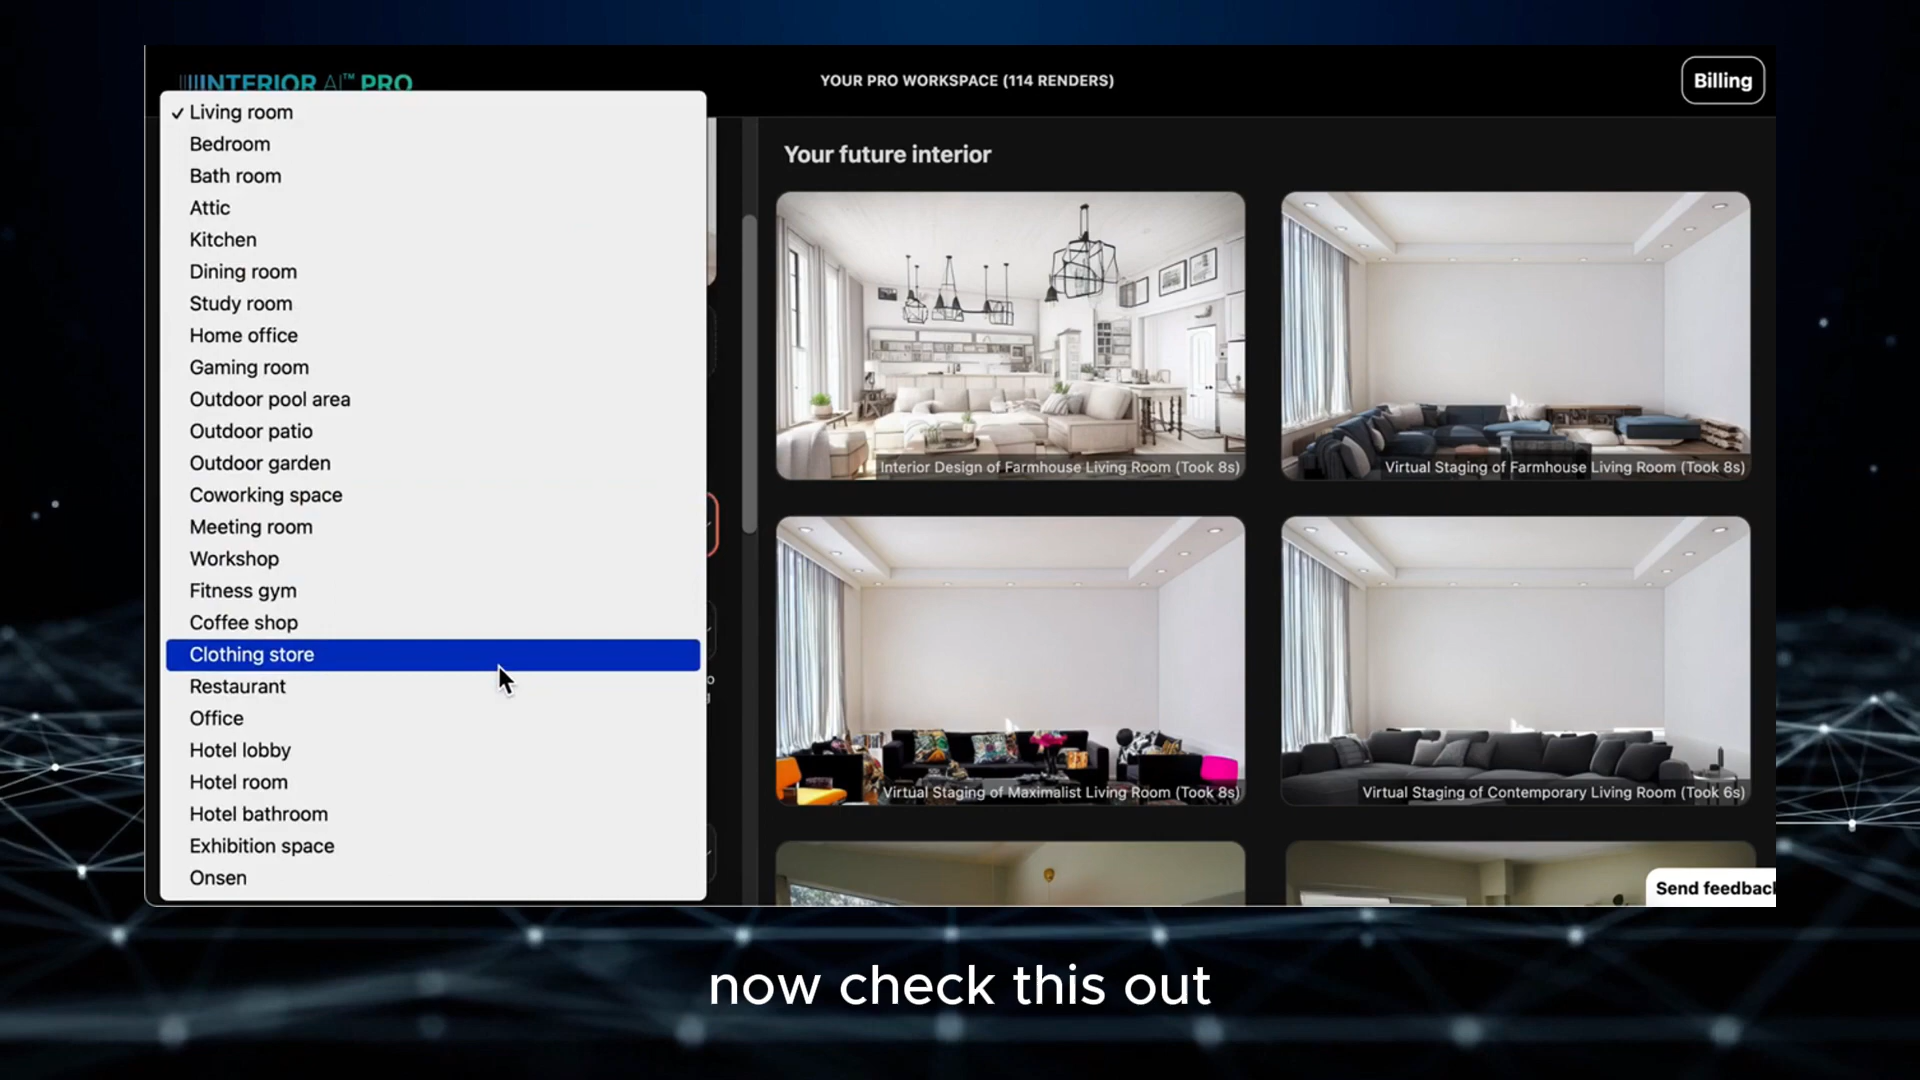 INTERIOR AI™ PRO
YOUR PRO WORKSPACE (114 RENDERS)
Billing
✓ Living room
Bedroom
Bath room
Attic
Kitchen
Dining room
Study room
Home office
Gaming room
Outdoor pool area
Outdoor patio
Outdoor garden
Coworking space
Meeting room
Workshop
Fitness gym
Coffee shop
Clothing store
Restaurant
Office
Hotel lobby
Hotel room
Hotel bathroom
Exhibition space
Onsen
Your future interior
Interior Design of Farmhouse Living Room (Took 8s)
Virtual Staging of Farmhouse Living Room (Took 8s)
Virtual Staging of Maximalist Living Room (Took 8s)
Virtual Staging of Contemporary Living Room (Took 6s)
Send feedback
now check this out